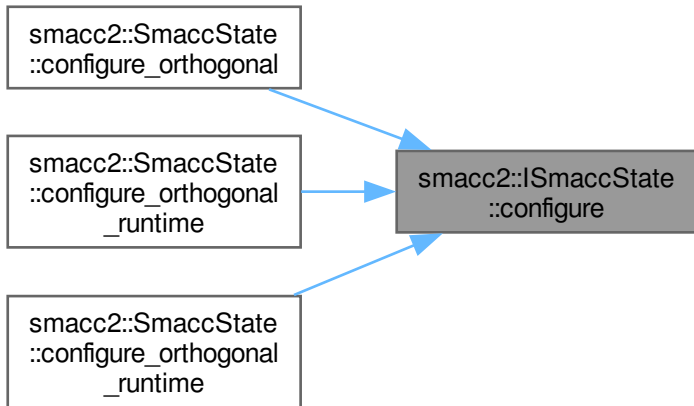 smacc2::SmaccState
::configure_orthogonal
smacc2::SmaccState
::configure_orthogonal
_runtime
smacc2::ISmaccState
::configure
smacc2::SmaccState
::configure_orthogonal
_runtime